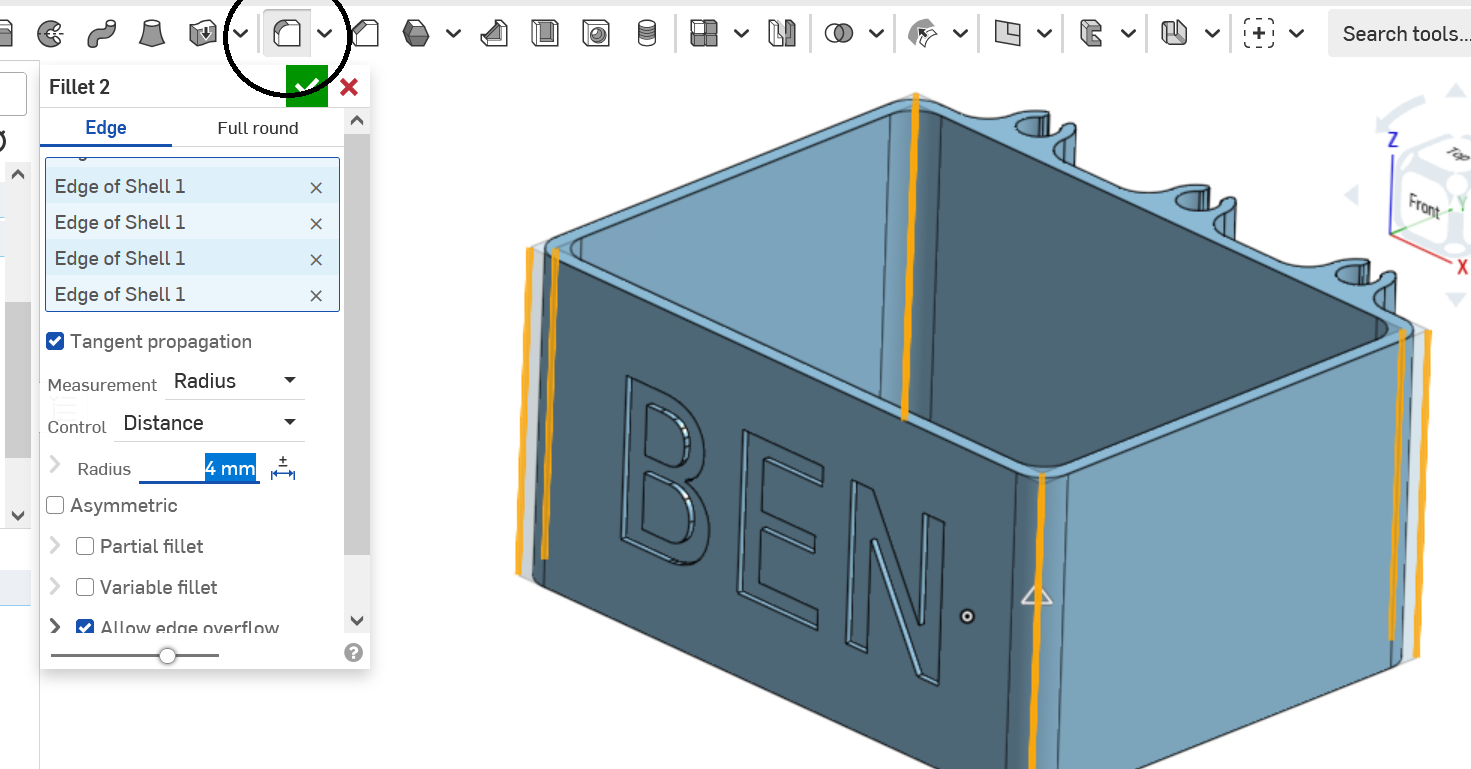 Search tools...
Fillet 2
Edge
Full round
Edge of Shell 1
Edge of Shell 1
Edge of Shell 1
Edge of Shell 1
Tangent propagation
Measurement Radius
Control Distance
Radius 4 mm
Asymmetric
Partial fillet
Variable fillet
Allow edge overflow
BEN
Z
Top
Front
Y
X